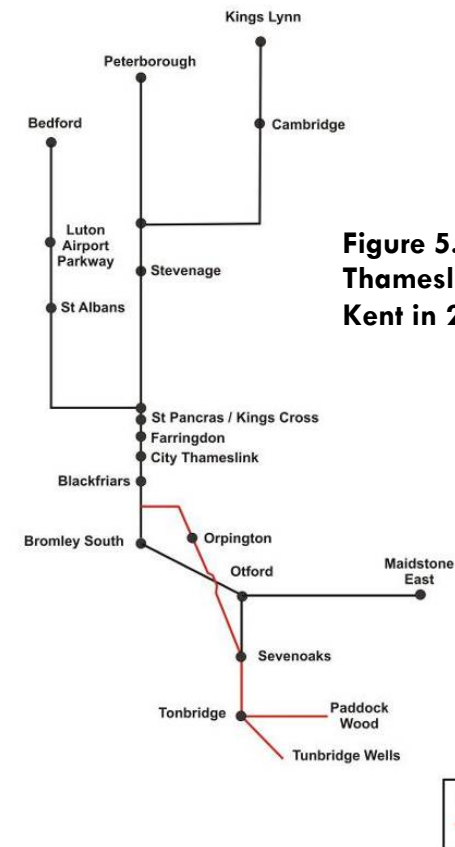 Kings Lynn
Peterborough
Bedford
Cambridge
Luton
Airport
Parkway
Figure 5.
Thamesl
Kent in 2
Stevenage
St Albans
St Pancras / Kings Cross
Farringdon
City Thameslink
Blackfriars
Bromley South
Orpington
Otford
Maidstone
East
Sevenoaks
Tonbridge
Paddock
Wood
Tunbridge Wells